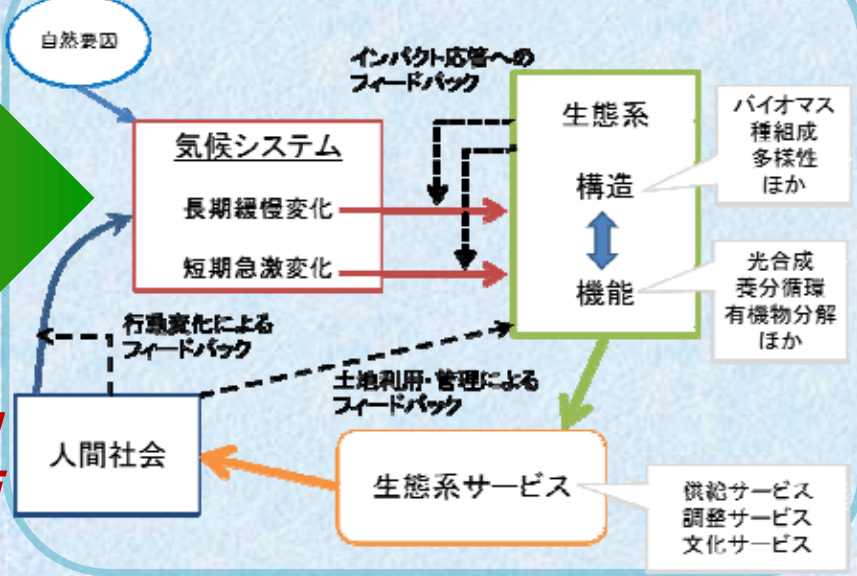 自然要因
インパクト応答への
フィードバック
気候システム
長期緩慢変化
短期急激変化
生態系
構造
機能
バイオマス
種組成
多様性
ほか
光合成
養分循環
有機物分解
ほか
行動変化による
フィードバック
土地利用・管理による
フィードバック
人間社会
生態系サービス
供給サービス
調整サービス
文化サービス